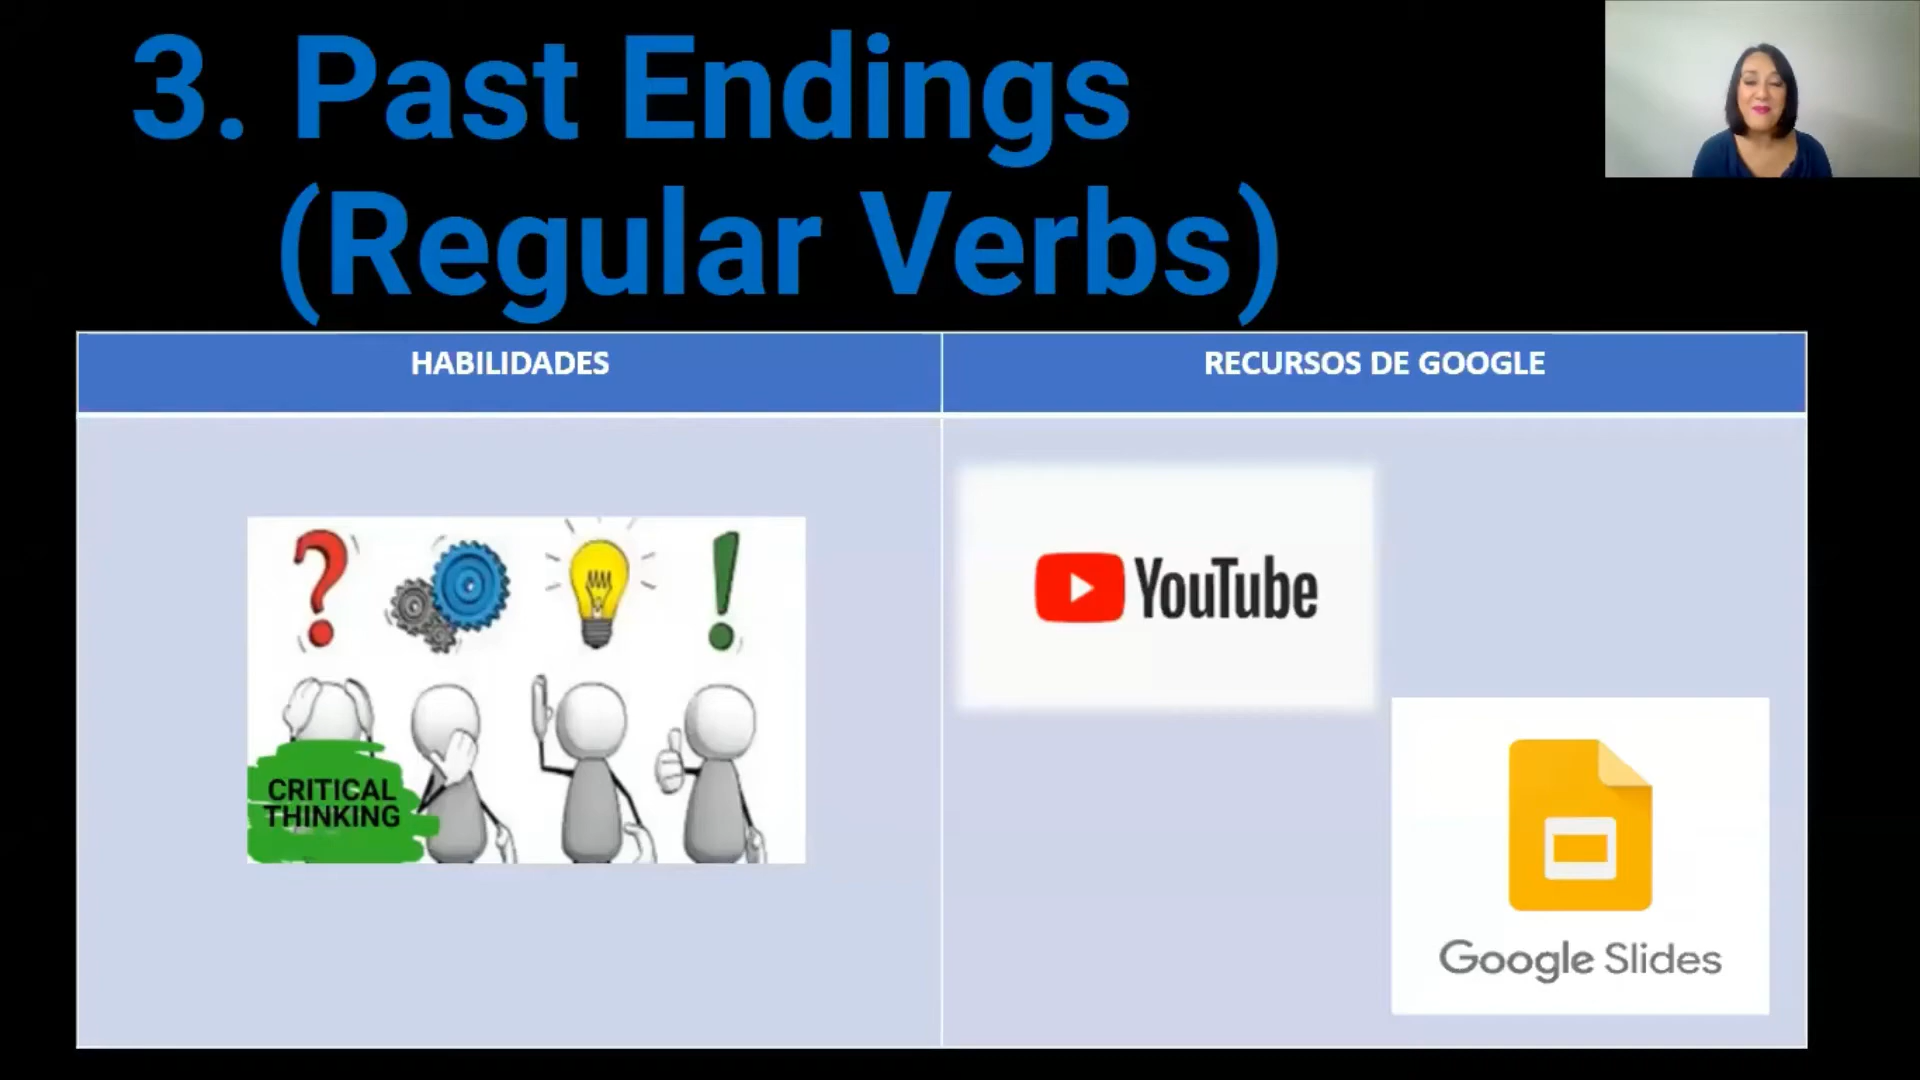 3. Past Endings
(Regular Verbs)
HABILIDADES
RECURSOS DE GOOGLE
CRITICAL
THINKING
YouTube
Google Slides